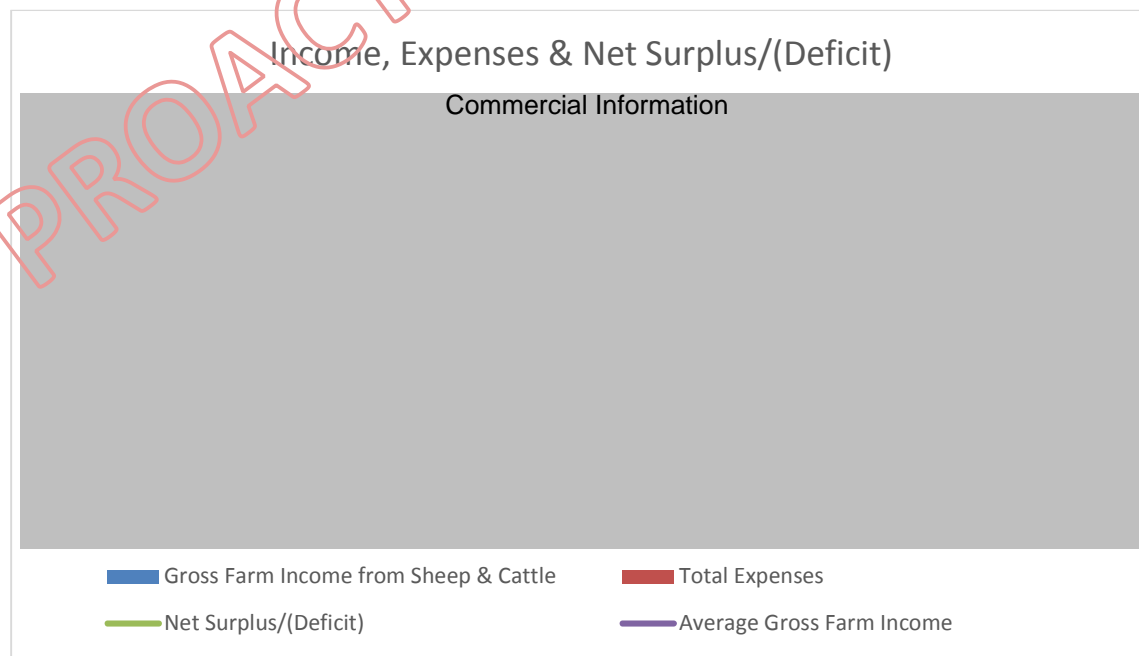 PROACT
Income, Expenses & Net Surplus/(Deficit)
Commercial Information
Gross Farm Income from Sheep & Cattle
Total Expenses
Net Surplus/(Deficit)
Average Gross Farm Income